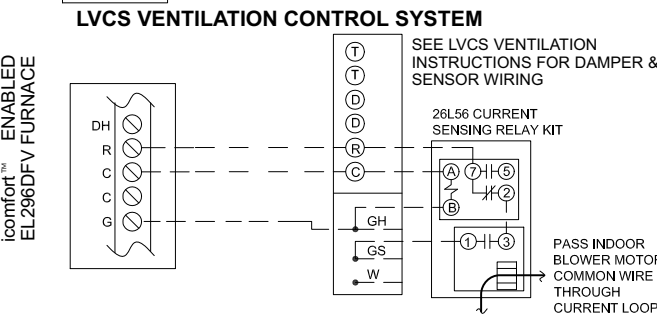 LVCS VENTILATION CONTROL SYSTEM
icomfort™ ENABLED
EL296DFV FURNACE
DH
R
C
C
G
T
T
D
D
R
C
GH
GS
W
SEE LVCS VENTILATION
INSTRUCTIONS FOR DAMPER &
SENSOR WIRING
26L56 CURRENT
SENSING RELAY KIT
A 7 5
2
B
1 3
PASS INDOOR
BLOWER MOTOR
COMMON WIRE
THROUGH
CURRENT LOOP